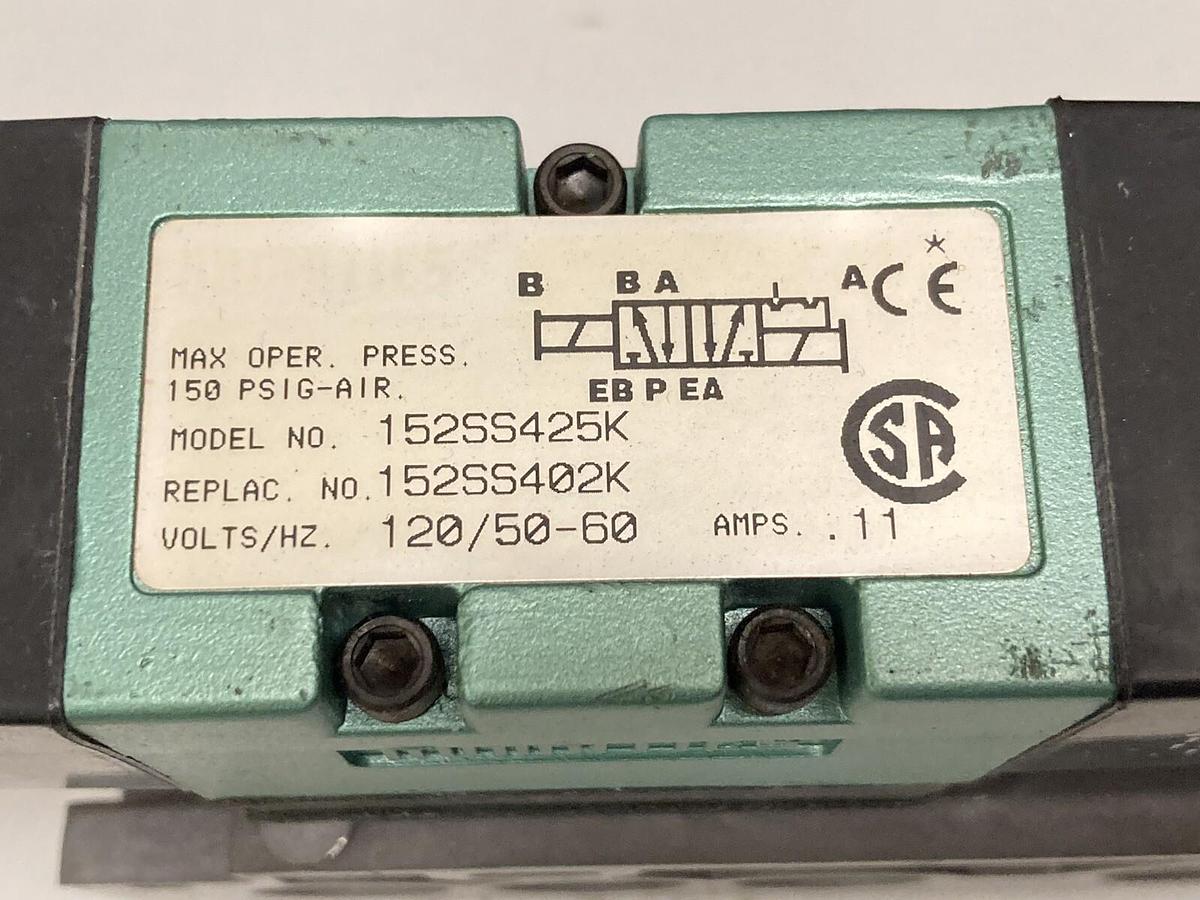 *
B B A A CE
MAX OPER. PRESS.
150 PSIG-AIR.
EB P EA
MODEL NO. 152SS425K
SA
REPLAC. NO. 152SS402K
VOLTS/HZ. 120/50-60 AMPS. .11